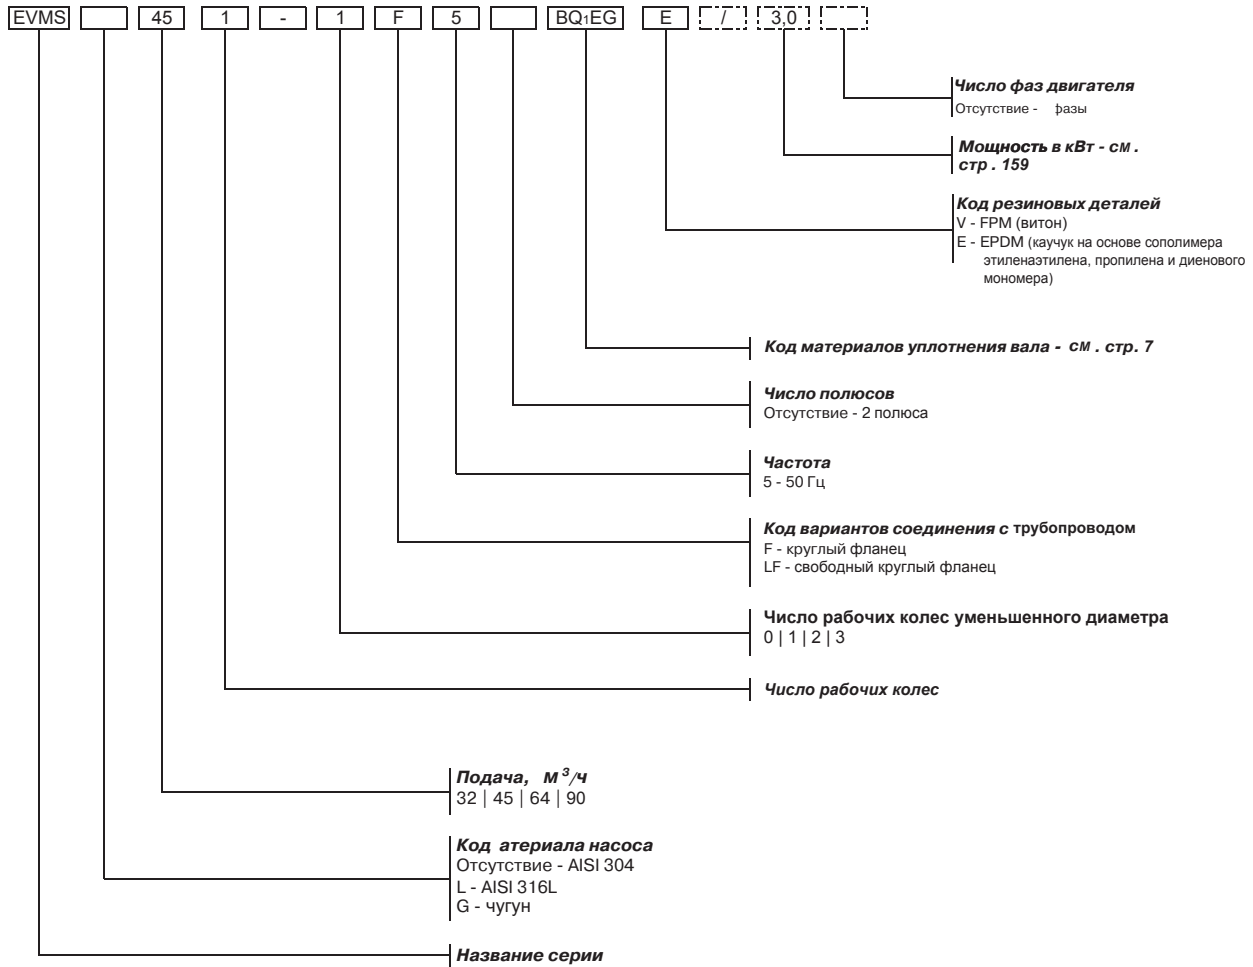 EVMS 45 1 - 1 F 5 BQ1EG E / 3,0
Число фаз двигателя
Отсутствие - фазы
Мощность в кВт - см .
стр . 159
Код резиновых деталей
V - FPM (витон)
E - EPDM (каучук на основе сополимера
этиленаэтилена, пропилена и диенового
мономера)
Код материалов уплотнения вала - см . стр. 7
Число полюсов
Отсутствие - 2 полюса
Частота
5 - 50 Гц
Код вариантов соединения с трубопроводом
F - круглый фланец
LF - свободный круглый фланец
Число рабочих колес уменьшенного диаметра
0 | 1 | 2 | 3
Число рабочих колес
Подача, м³/ч
32 | 45 | 64 | 90
Код атериала насоса
Отсутствие - AISI 304
L - AISI 316L
G - чугун
Название серии